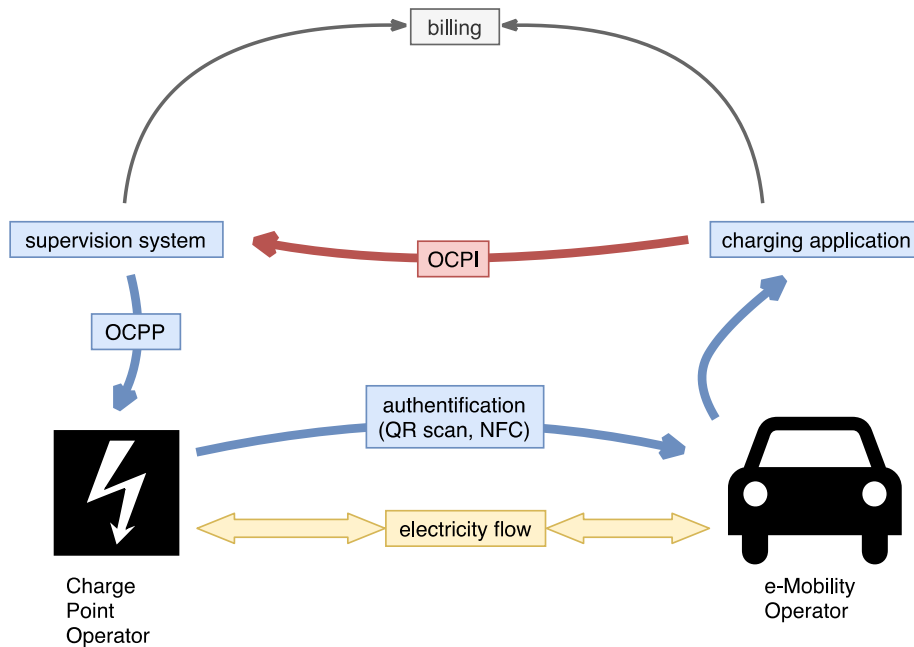 billing
supervision system
OCPI
charging application
OCPP
authentification
(QR scan, NFC)
electricity flow
Charge
Point
Operator
e-Mobility
Operator